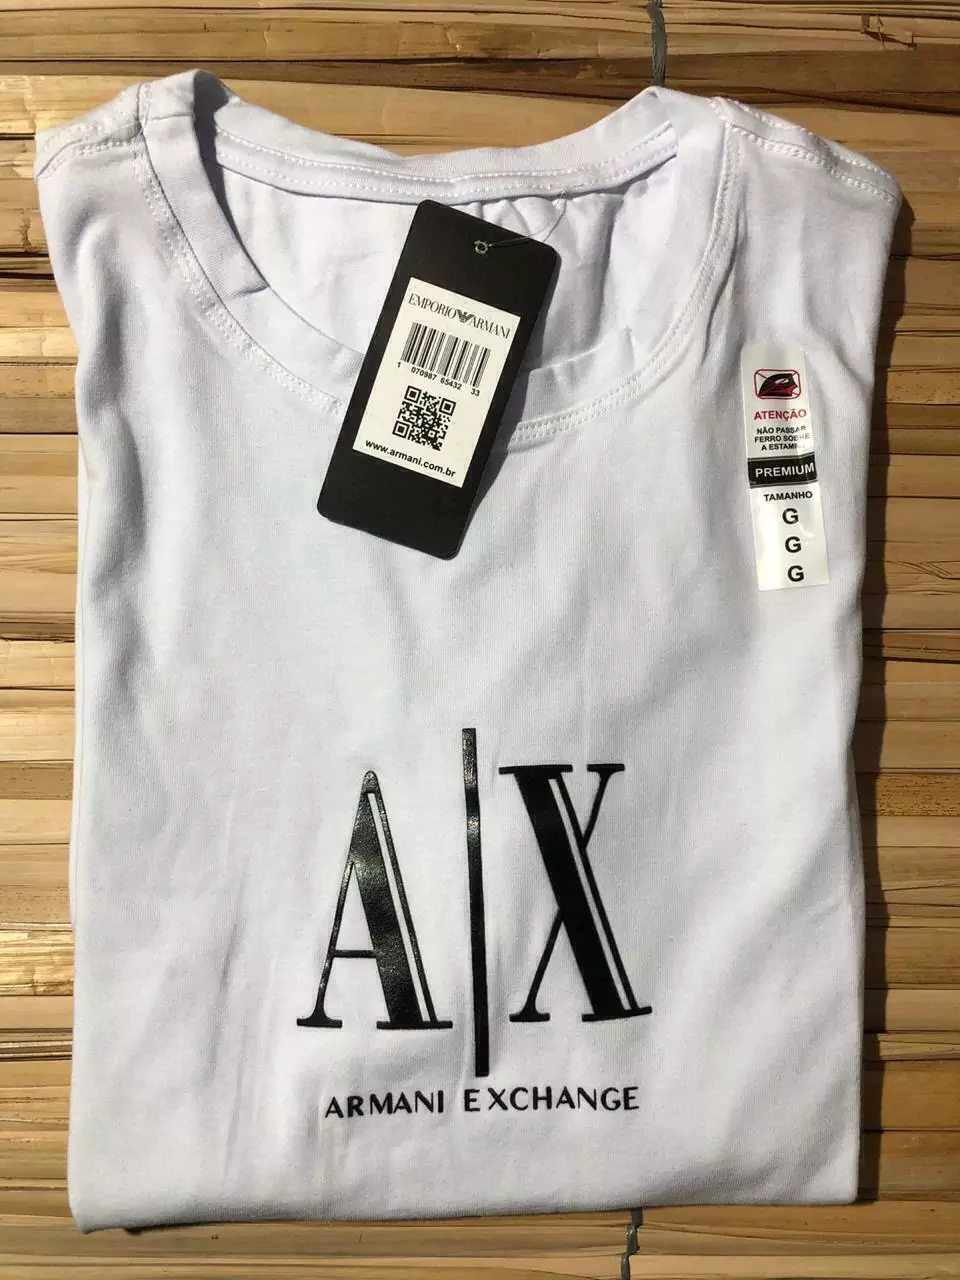 EMPORIO ARMANI
1 070987 65432 33
www.armani.com.br
ATENÇÃO
NÃO PASSAR
FERRO SOBRE
A ESTAMPA
PREMIUM
TAMANHO
G
G
G
A|X
ARMANI EXCHANGE